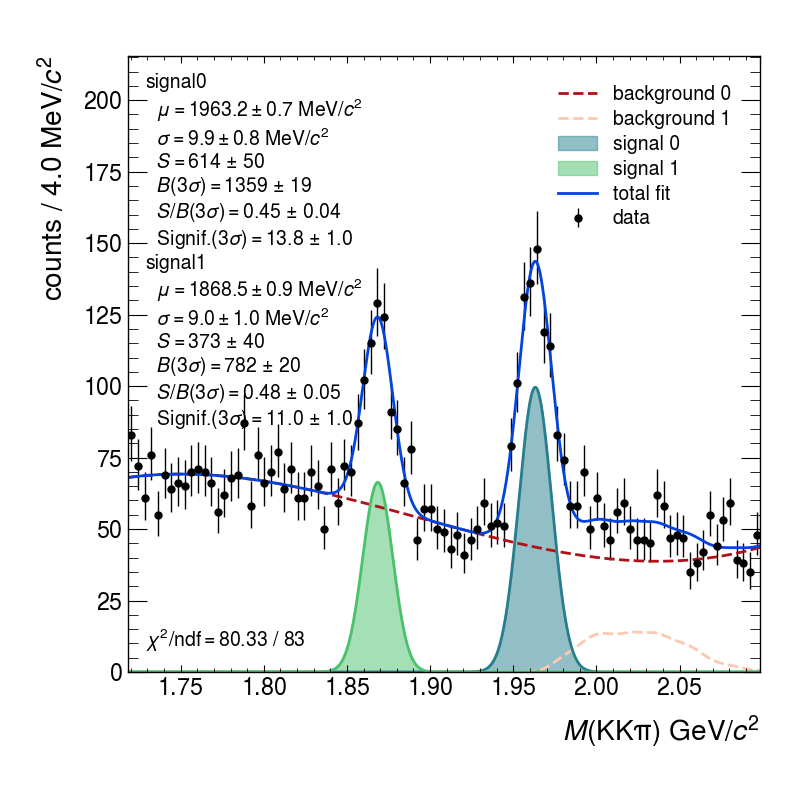 counts / 4.0 MeV/c²
200
175
150
125
100
75
50
25
0
signal0
μ = 1963.2 ± 0.7 MeV/c²
σ = 9.9 ± 0.8 MeV/c²
S = 614 ± 50
B(3σ) = 1359 ± 19
S/B(3σ) = 0.45 ± 0.04
Signif.(3σ) = 13.8 ± 1.0
signal1
μ = 1868.5 ± 0.9 MeV/c²
σ = 9.0 ± 1.0 MeV/c²
S = 373 ± 40
B(3σ) = 782 ± 20
S/B(3σ) = 0.48 ± 0.05
Signif.(3σ) = 11.0 ± 1.0
χ²/ndf = 80.33 / 83
background 0
background 1
signal 0
signal 1
total fit
data
1.75 1.80 1.85 1.90 1.95 2.00 2.05
M(KKπ) GeV/c²